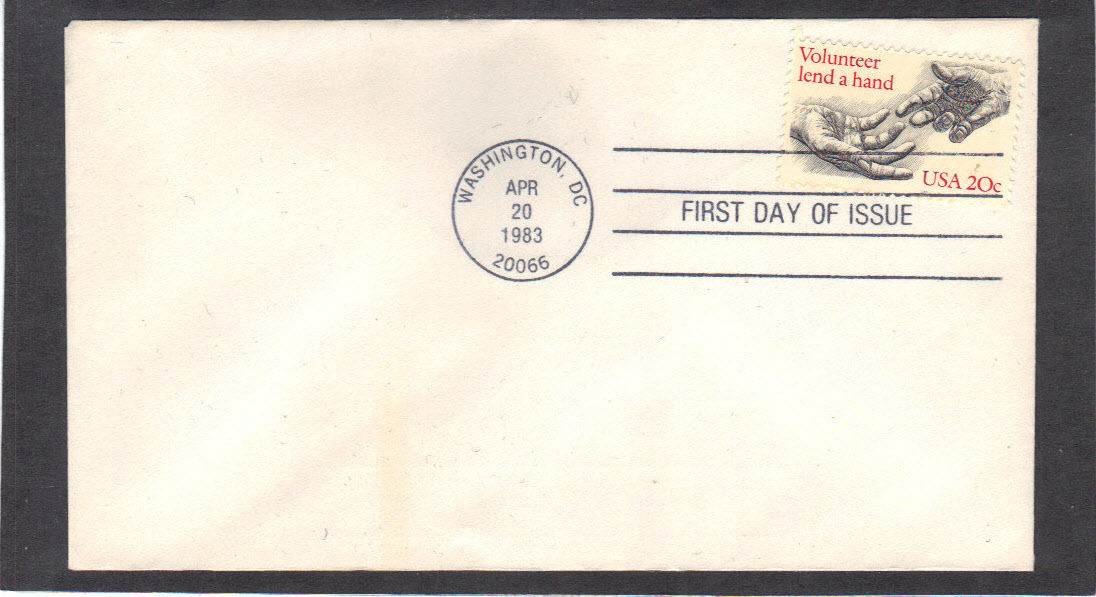 Volunteer
lend a hand
USA 20c
WASHINGTON, DC
APR
20
1983
20066
FIRST DAY OF ISSUE